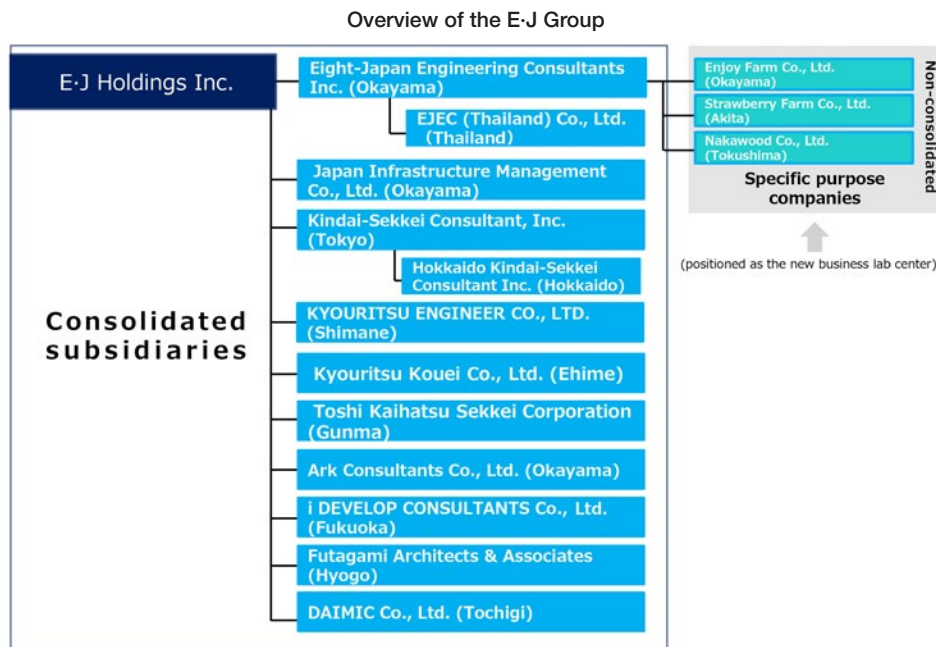 Overview of the E·J Group
E·J Holdings Inc.
Eight-Japan Engineering Consultants
Inc. (Okayama)
EJEC (Thailand) Co., Ltd.
(Thailand)
Japan Infrastructure Management
Co., Ltd. (Okayama)
Kindai-Sekkei Consultant, Inc.
(Tokyo)
Hokkaido Kindai-Sekkei
Consultant Inc. (Hokkaido)
Consolidated
subsidiaries
KYOURITSU ENGINEER CO., LTD.
(Shimane)
Kyouritsu Kouei Co., Ltd. (Ehime)
Toshi Kaihatsu Sekkei Corporation
(Gunma)
Ark Consultants Co., Ltd. (Okayama)
i DEVELOP CONSULTANTS Co., Ltd.
(Fukuoka)
Futagami Architects & Associates
(Hyogo)
DAIMIC Co., Ltd. (Tochigi)
Enjoy Farm Co., Ltd.
(Okayama)
Strawberry Farm Co., Ltd.
(Akita)
Nakawood Co., Ltd.
(Tokushima)
Non-consolidated
Specific purpose
companies
(positioned as the new business lab center)